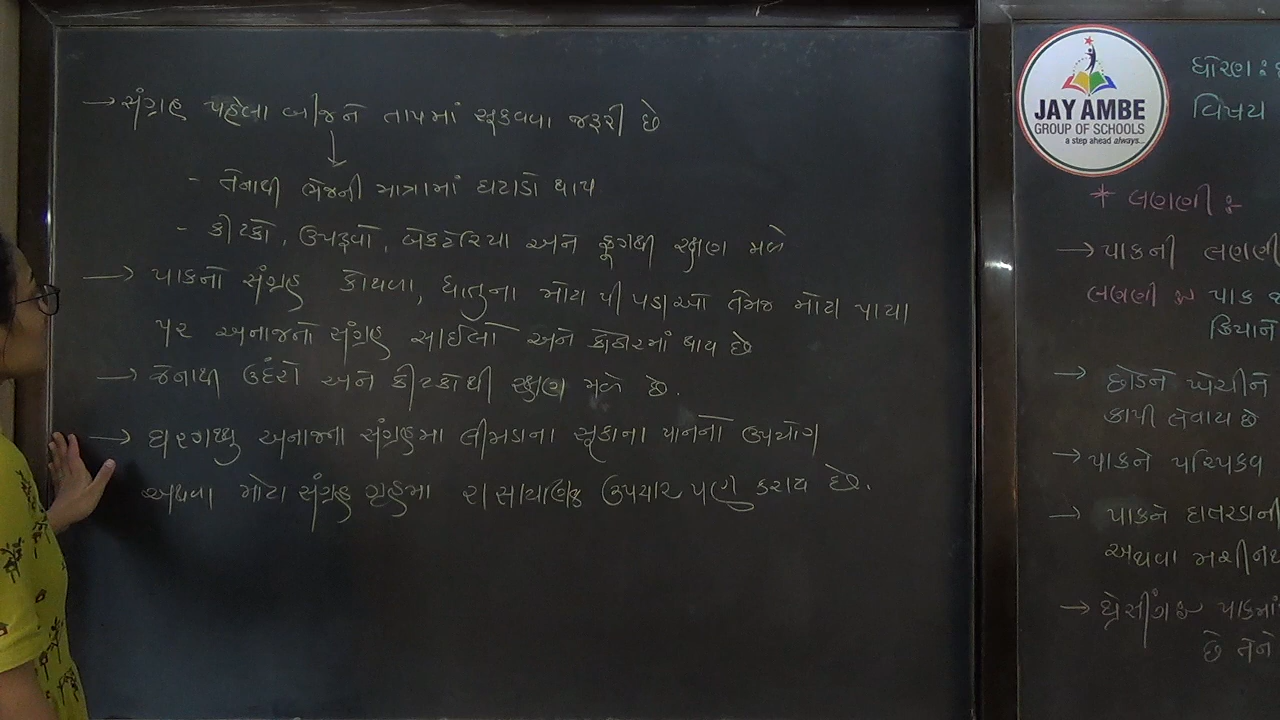 → સંગ્રહ પહેલા બીજને તાપમાં સૂકવવા જરૂરી છે
- તેનાથી ભેજની માત્રામાં ઘટાડો થાય
- કીટકો, ઉપદ્રવો, બેકટેરિયા અને ફૂગથી રક્ષણ મળે
→ પાકનો સંગ્રહ કોથળા, ધાતુના મોટા પી પડાઓ તેમજ મોટા પાયા
પર અનાજનો સંગ્રહ સાઈલો અને કોઠારમાં થાય છે
→ જેનાથી ઉંદરો અને કીટકોથી રક્ષણ મળે છે.
→ ઘરગથ્થુ અનાજના સંગ્રહમા લીમડાના સૂકાના પાનનો ઉપયોગ
અથવા મોટા સંગ્રહ ગૃહમા રાસાયણિક ઉપચાર પણ કરાય છે.
JAY AMBE
GROUP OF SCHOOLS
a step ahead always...
ધોરણ :
વિષય
* લણણી :-
→ પાકની લણણી
લણણી :- પાક
ક્રિયાને
→ છોડને ખેંચીને
કાપી લેવાય છે
→ પાકને પરિપકવ
→ પાકને દાતરડાની
અથવા મશીનથી
→ થ્રેસીંગ :- પાકમાં
છે તેને